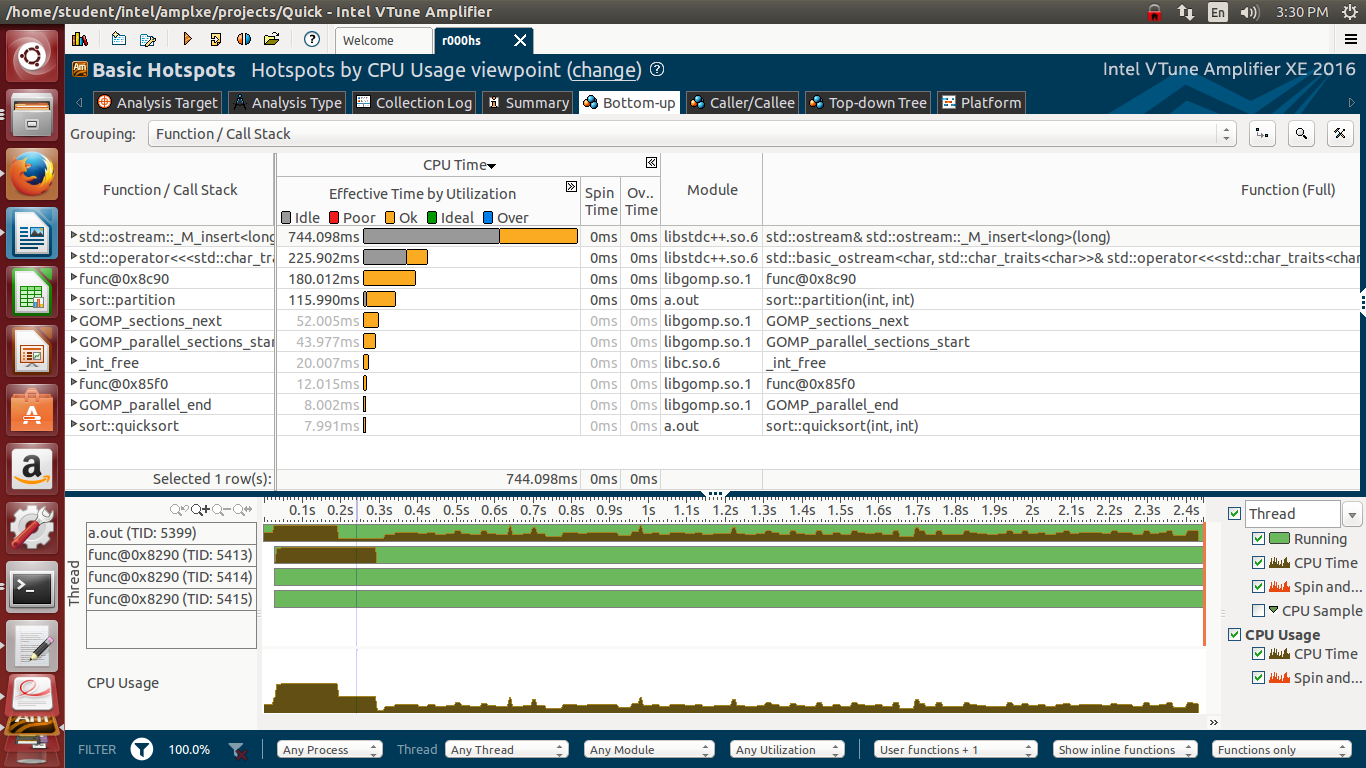 /home/student/intel/amplxe/projects/Quick - Intel VTune Amplifier En 3:30 PM
Welcome r000hs
Basic Hotspots Hotspots by CPU Usage viewpoint (change) Intel VTune Amplifier XE 2016
Analysis Target Analysis Type Collection Log Summary Bottom-up Caller/Callee Top-down Tree Platform
Grouping: Function / Call Stack
Function / Call Stack CPU Time Module Function (Full)
Effective Time by Utilization Spin Time Ov.. Time
Idle Poor Ok Ideal Over
std::ostream::_M_insert<long 744.098ms 0ms 0ms libstdc++.so.6 std::ostream& std::ostream::_M_insert<long>(long)
std::operator<<<std::char_tra 225.902ms 0ms 0ms libstdc++.so.6 std::basic_ostream<char, std::char_traits<char>>& std::operator<<<std::char_traits<char
func@0x8c90 180.012ms 0ms 0ms libgomp.so.1 func@0x8c90
sort::partition 115.990ms 0ms 0ms a.out sort::partition(int, int)
GOMP_sections_next 52.005ms 0ms 0ms libgomp.so.1 GOMP_sections_next
GOMP_parallel_sections_star 43.977ms 0ms 0ms libgomp.so.1 GOMP_parallel_sections_start
_int_free 20.007ms 0ms 0ms libc.so.6 _int_free
func@0x85f0 12.015ms 0ms 0ms libgomp.so.1 func@0x85f0
GOMP_parallel_end 8.002ms 0ms 0ms libgomp.so.1 GOMP_parallel_end
sort::quicksort 7.991ms 0ms 0ms a.out sort::quicksort(int, int)
Selected 1 row(s): 744.098ms 0ms 0ms
0.1s 0.2s 0.3s 0.4s 0.5s 0.6s 0.7s 0.8s 0.9s 1s 1.1s 1.2s 1.3s 1.4s 1.5s 1.6s 1.7s 1.8s 1.9s 2s 2.1s 2.2s 2.3s 2.4s
Thread
a.out (TID: 5399)
func@0x8290 (TID: 5413)
func@0x8290 (TID: 5414)
func@0x8290 (TID: 5415)
CPU Usage
Thread
Running
CPU Time
Spin and...
CPU Sample
CPU Usage
CPU Time
Spin and...
FILTER 100.0% Any Process Thread Any Thread Any Module Any Utilization User functions + 1 Show inline functions Functions only